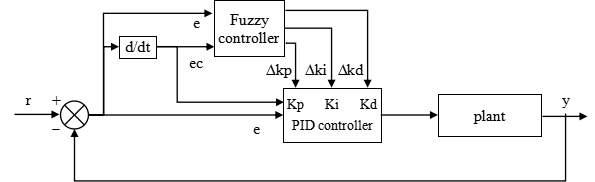 e
Fuzzy
controller
d/dt
ec
Δkp Δki Δkd
r
+
−
Kp Ki Kd
PID controller
e
plant
y